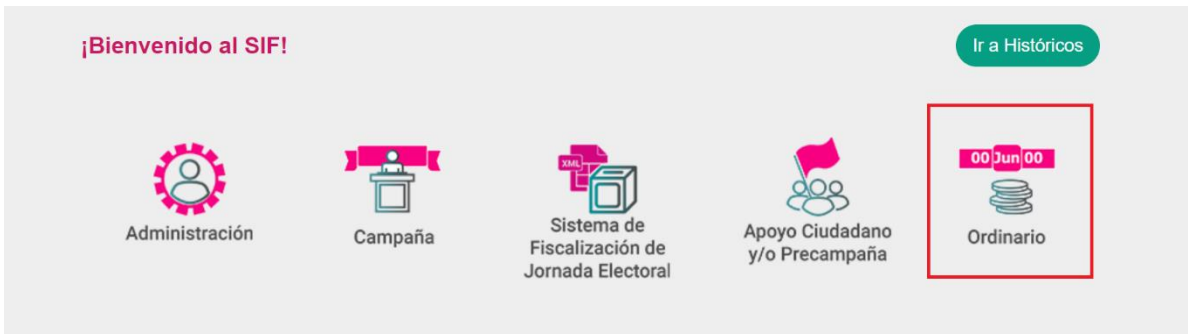 ¡Bienvenido al SIF!
Ir a Históricos
XML
00 Jun 00
Administración
Campaña
Sistema de
Fiscalización de
Jornada Electoral
Apoyo Ciudadano
y/o Precampaña
Ordinario